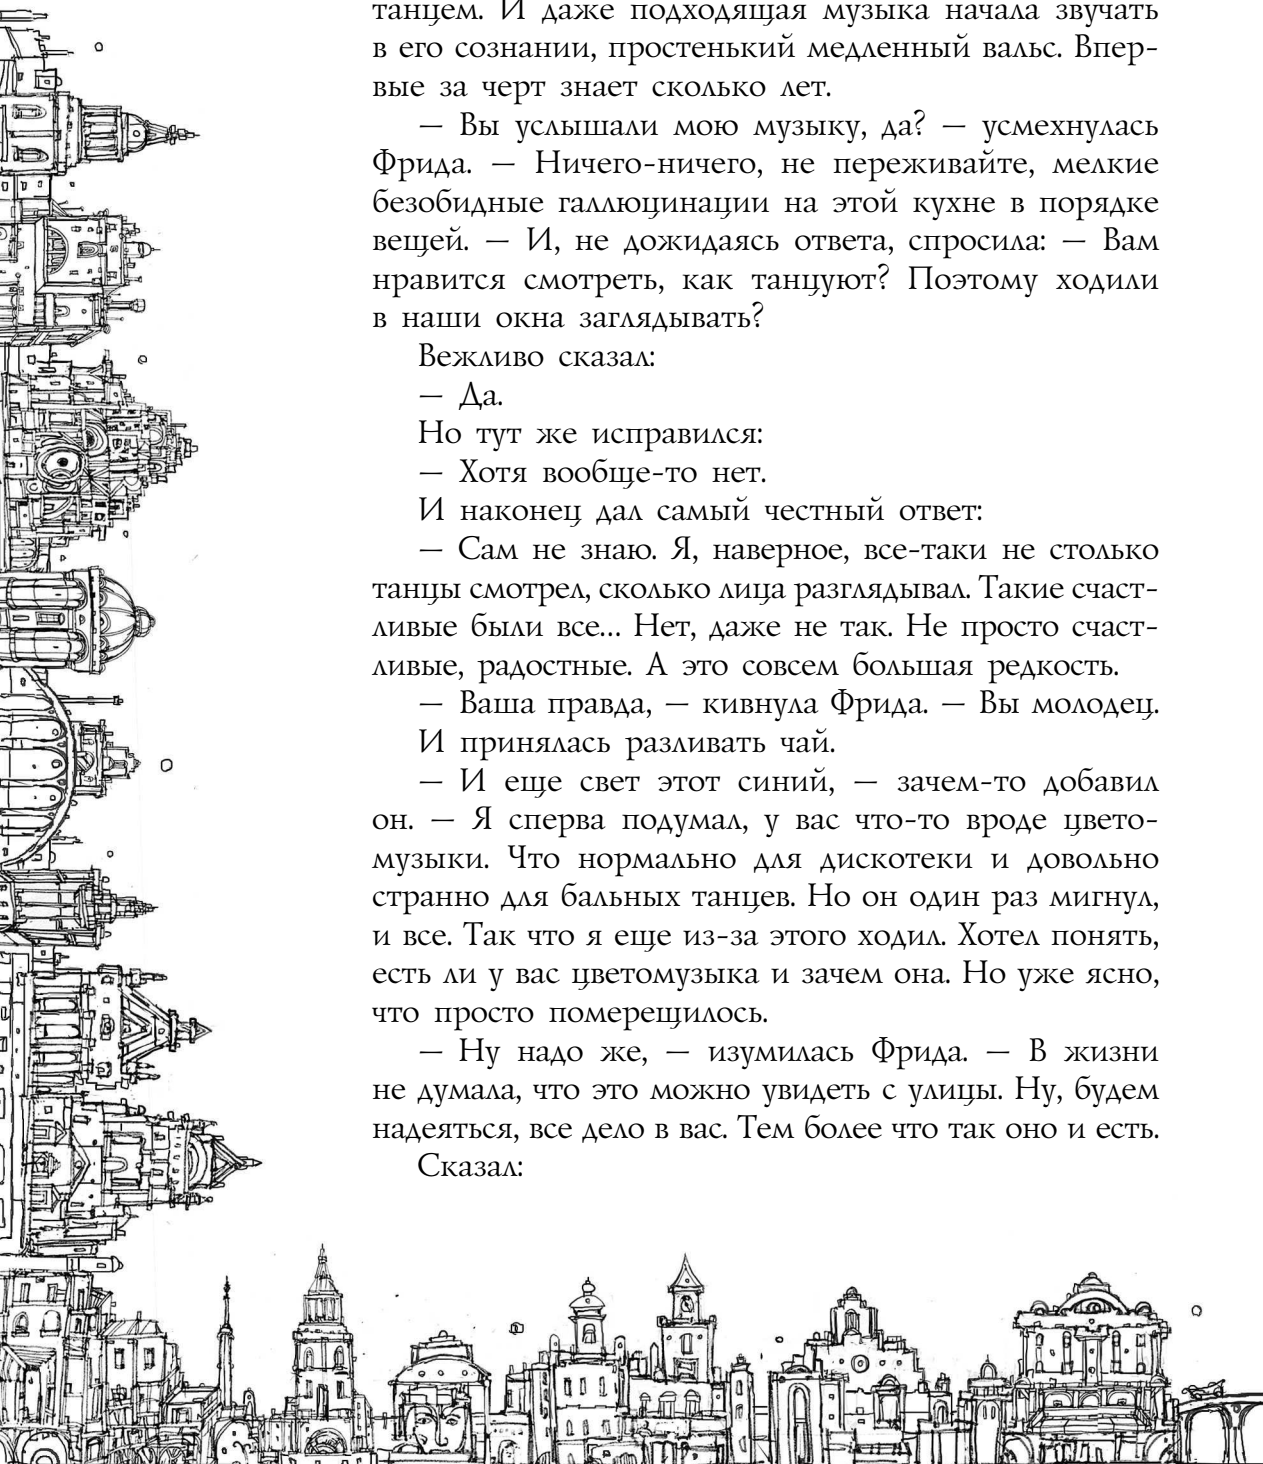 танцем. И даже подходящая музыка начала звучать
в его сознании, простенький медленный вальс. Впер-
вые за черт знает сколько лет.
— Вы услышали мою музыку, да? — усмехнулась
Фрида. — Ничего-ничего, не переживайте, мелкие
безобидные галлюцинации на этой кухне в порядке
вещей. — И, не дожидаясь ответа, спросила: — Вам
нравится смотреть, как танцуют? Поэтому ходили
в наши окна заглядывать?
Вежливо сказал:
— Да.
Но тут же исправился:
— Хотя вообще-то нет.
И наконец дал самый честный ответ:
— Сам не знаю. Я, наверное, все-таки не столько
танцы смотрел, сколько лица разглядывал. Такие счаст-
ливые были все... Нет, даже не так. Не просто счаст-
ливые, радостные. А это совсем большая редкость.
— Ваша правда, — кивнула Фрида. — Вы молодец.
И принялась разливать чай.
— И еще свет этот синий, — зачем-то добавил
он. — Я сперва подумал, у вас что-то вроде цвето-
музыки. Что нормально для дискотеки и довольно
странно для бальных танцев. Но он один раз мигнул,
и все. Так что я еще из-за этого ходил. Хотел понять,
есть ли у вас цветомузыка и зачем она. Но уже ясно,
что просто померещилось.
— Ну надо же, — изумилась Фрида. — В жизни
не думала, что это можно увидеть с улицы. Ну, будем
надеяться, все дело в вас. Тем более что так оно и есть.
Сказал: